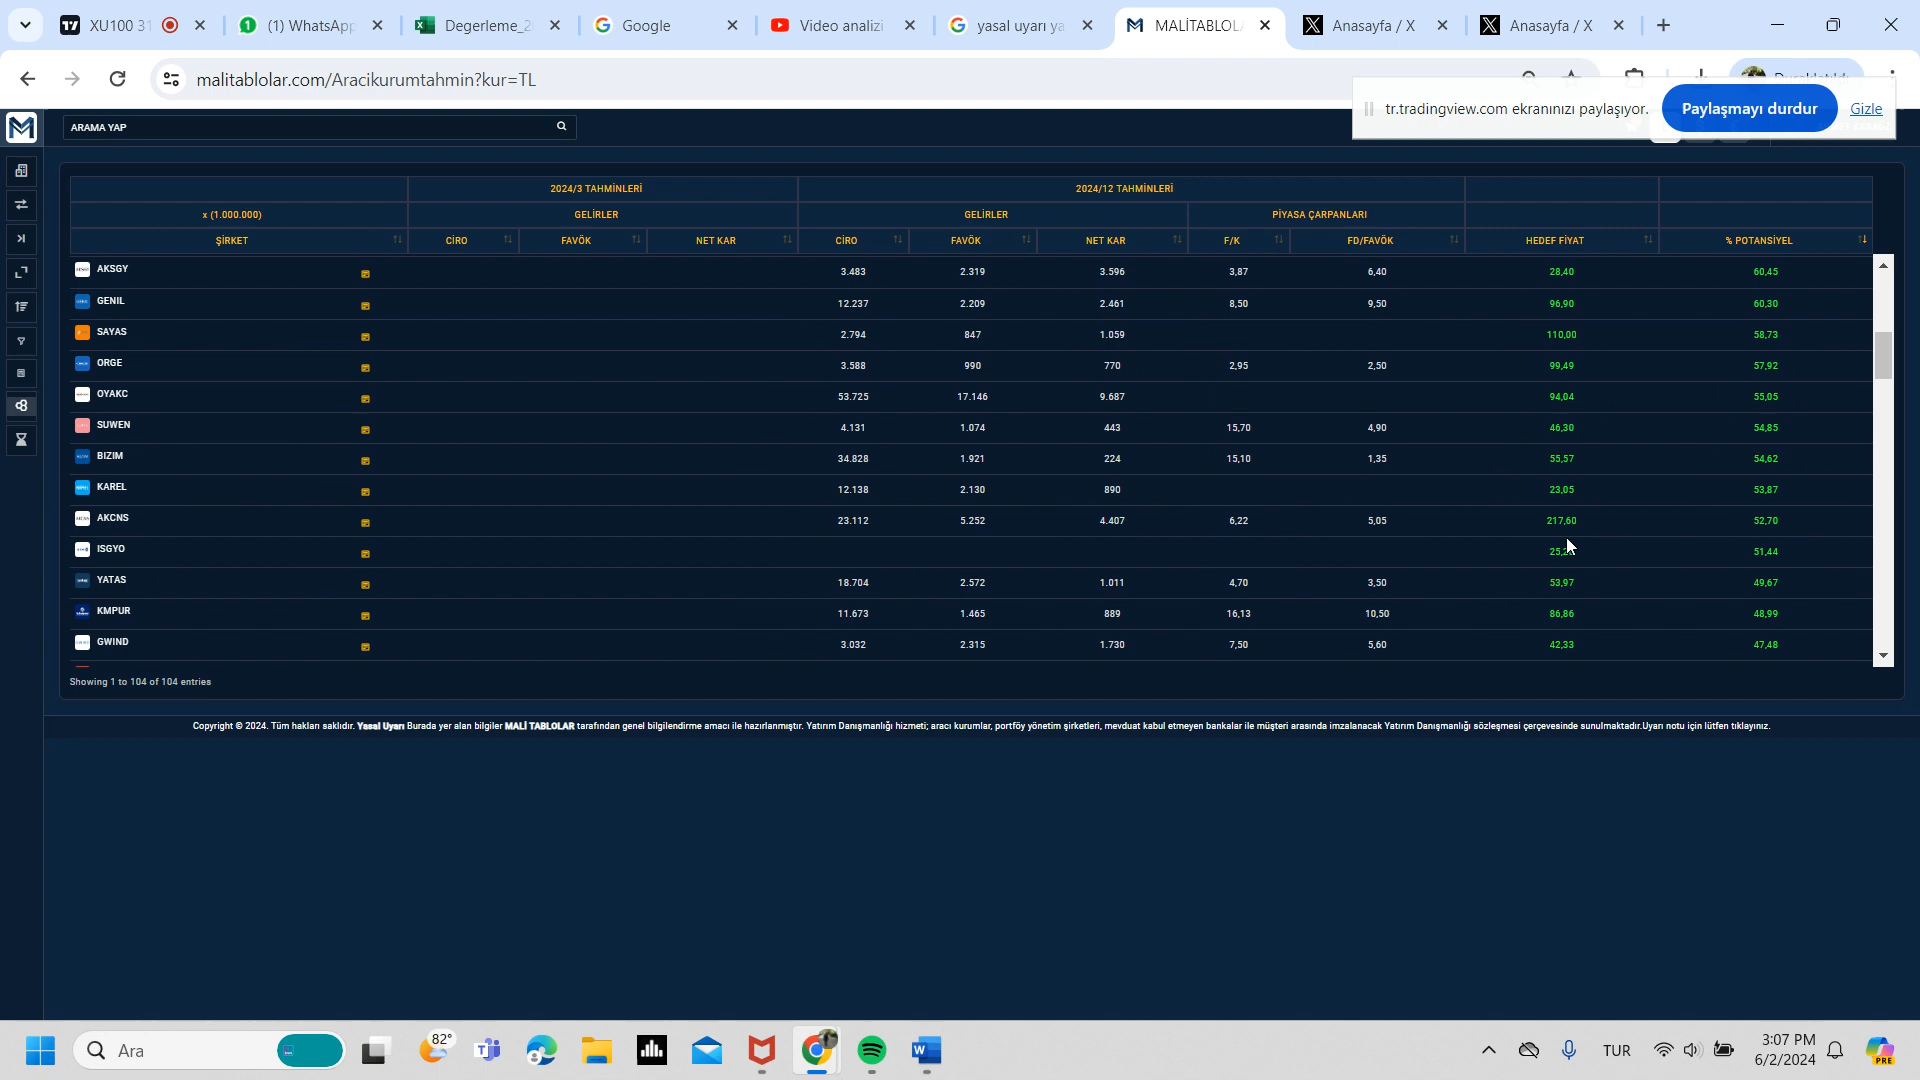 XU100 31
(1) WhatsApp
Degerleme_2
Google
Video analizi
yasal uyarı ya
MALİTABLOLA
Anasayfa / X
Anasayfa / X
malitablolar.com/Aracikurumtahmin?kur=TL
tr.tradingview.com ekranınızı paylaşıyor. Paylaşmayı durdur Gizle
ARAMA YAP
2024/3 TAHMİNLERİ 2024/12 TAHMİNLERİ
x (1.000.000) GELİRLER GELİRLER PİYASA ÇARPANLARI
ŞİRKET CİRO FAVÖK NET KAR CİRO FAVÖK NET KAR F/K FD/FAVÖK HEDEF FİYAT % POTANSİYEL
AKSGY 3.483 2.319 3.596 3,87 6,40 28,40 60,45
GENIL 12.237 2.209 2.461 8,50 9,50 96,90 60,30
SAYAS 2.794 847 1.059 110,00 58,73
ORGE 3.588 990 770 2,95 2,50 99,49 57,92
OYAKC 53.725 17.146 9.687 94,04 55,05
SUWEN 4.131 1.074 443 15,70 4,90 46,30 54,85
BIZIM 34.828 1.921 224 15,10 1,35 55,57 54,62
KAREL 12.138 2.130 890 23,05 53,87
AKCNS 23.112 5.252 4.407 6,22 5,05 217,60 52,70
ISGYO 51,44
YATAS 18.704 2.572 1.011 4,70 3,50 53,97 49,67
KMPUR 11.673 1.465 889 16,13 10,50 86,86 48,99
GWIND 3.032 2.315 1.730 7,50 5,60 42,33 47,48
Showing 1 to 104 of 104 entries
Copyright © 2024. Tüm hakları saklıdır. Yasal Uyarı Burada yer alan bilgiler MALİ TABLOLAR tarafından genel bilgilendirme amacı ile hazırlanmıştır. Yatırım Danışmanlığı hizmeti; aracı kurumlar, portföy yönetim şirketleri, mevduat kabul etmeyen bankalar ile müşteri arasında imzalanacak Yatırım Danışmanlığı sözleşmesi çerçevesinde sunulmaktadır.Uyarı notu için lütfen tıklayınız.
Ara
82°
TUR
3:07 PM
6/2/2024
PRE